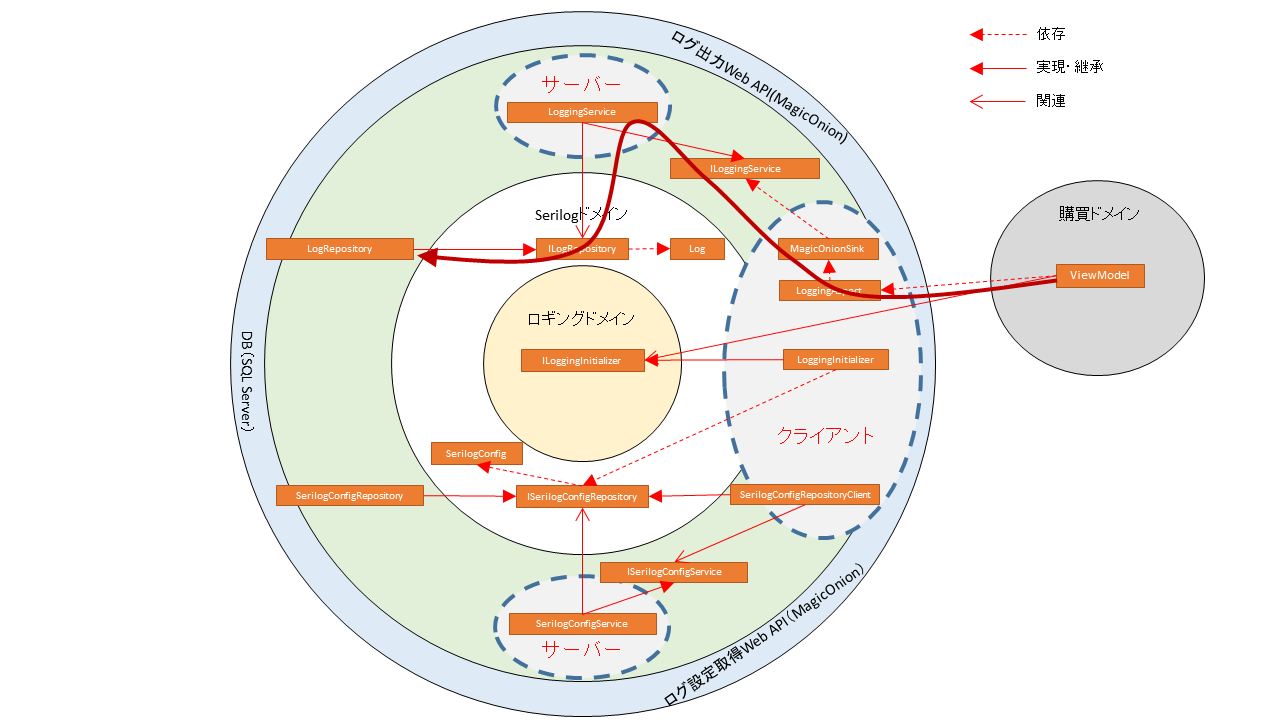 ログ出力Web API(MagicOnion)
依存
実現・継承
関連
サーバー
LoggingService
ILoggingService
Serilogドメイン
購買ドメイン
LogRepository
ILogRepository
Log
MagicOnionSink
ViewModel
ロギングドメイン
ILoggingInitializer
LoggingInitializer
DB(SQL Server)
クライアント
SerilogConfig
SerilogConfigRepository
ISerilogConfigRepository
SerilogConfigRepositoryClient
ISerilogConfigService
SerilogConfigService
サーバー
ログ設定取得Web API(MagicOnion)